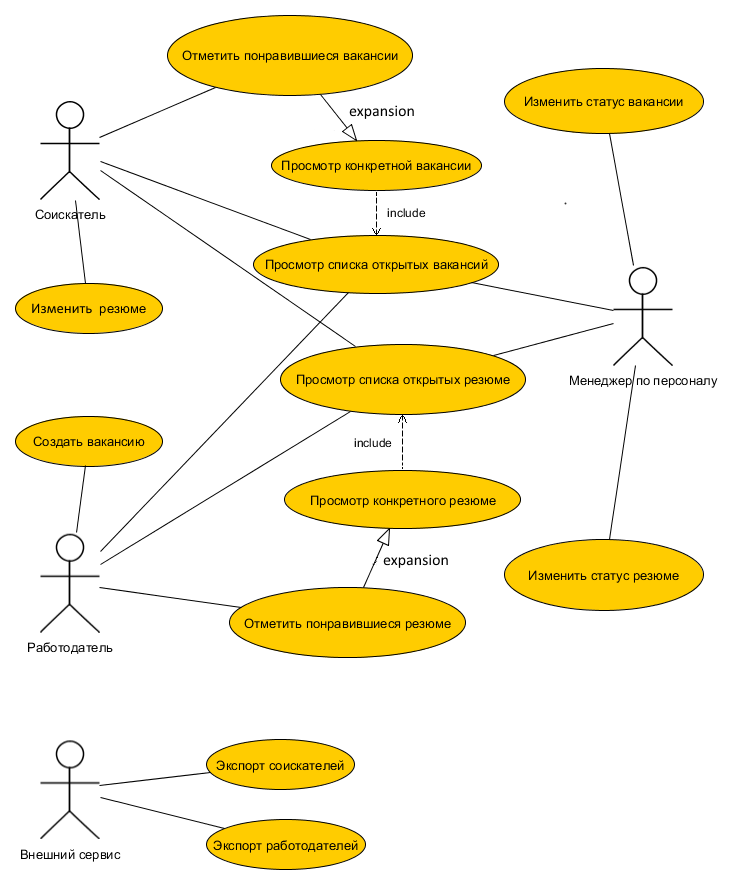 Отметить понравившиеся вакансии
expansion
Изменить статус вакансии
Просмотр конкретной вакансии
Соискатель
include
Просмотр списка открытых вакансий
Изменить резюме
Просмотр списка открытых резюме
Менеджер по персоналу
Создать вакансию
include
Просмотр конкретного резюме
expansion
Изменить статус резюме
Отметить понравившиеся резюме
Работодатель
Экспорт соискателей
Экспорт работодателей
Внешний сервис